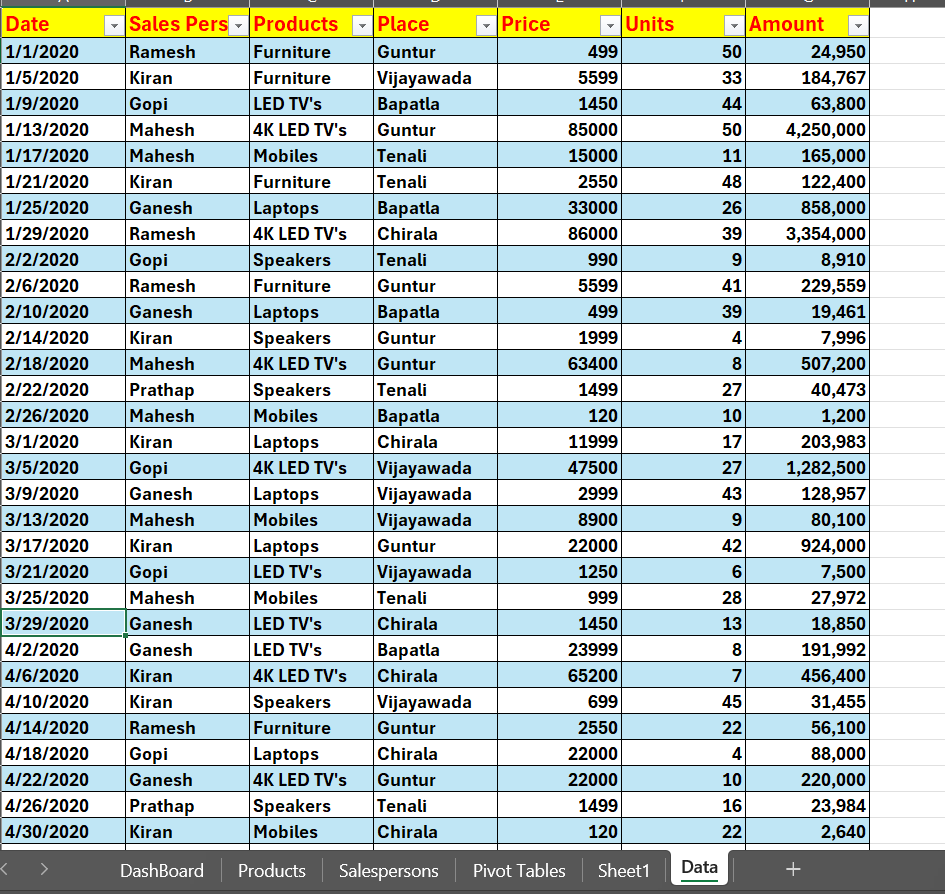 Date Sales Pers Products Place Price Units Amount
1/1/2020 Ramesh Furniture Guntur 499 50 24,950
1/5/2020 Kiran Furniture Vijayawada 5599 33 184,767
1/9/2020 Gopi LED TV's Bapatla 1450 44 63,800
1/13/2020 Mahesh 4K LED TV's Guntur 85000 50 4,250,000
1/17/2020 Mahesh Mobiles Tenali 15000 11 165,000
1/21/2020 Kiran Furniture Tenali 2550 48 122,400
1/25/2020 Ganesh Laptops Bapatla 33000 26 858,000
1/29/2020 Ramesh 4K LED TV's Chirala 86000 39 3,354,000
2/2/2020 Gopi Speakers Tenali 990 9 8,910
2/6/2020 Ramesh Furniture Guntur 5599 41 229,559
2/10/2020 Ganesh Laptops Bapatla 499 39 19,461
2/14/2020 Kiran Speakers Guntur 1999 4 7,996
2/18/2020 Mahesh 4K LED TV's Guntur 63400 8 507,200
2/22/2020 Prathap Speakers Tenali 1499 27 40,473
2/26/2020 Mahesh Mobiles Bapatla 120 10 1,200
3/1/2020 Kiran Laptops Chirala 11999 17 203,983
3/5/2020 Gopi 4K LED TV's Vijayawada 47500 27 1,282,500
3/9/2020 Ganesh Laptops Vijayawada 2999 43 128,957
3/13/2020 Mahesh Mobiles Vijayawada 8900 9 80,100
3/17/2020 Kiran Laptops Guntur 22000 42 924,000
3/21/2020 Gopi LED TV's Vijayawada 1250 6 7,500
3/25/2020 Mahesh Mobiles Tenali 999 28 27,972
3/29/2020 Ganesh LED TV's Chirala 1450 13 18,850
4/2/2020 Ganesh LED TV's Bapatla 23999 8 191,992
4/6/2020 Kiran 4K LED TV's Chirala 65200 7 456,400
4/10/2020 Kiran Speakers Vijayawada 699 45 31,455
4/14/2020 Ramesh Furniture Guntur 2550 22 56,100
4/18/2020 Gopi Laptops Chirala 22000 4 88,000
4/22/2020 Ganesh 4K LED TV's Guntur 22000 10 220,000
4/26/2020 Prathap Speakers Tenali 1499 16 23,984
4/30/2020 Kiran Mobiles Chirala 120 22 2,640
DashBoard Products Salespersons Pivot Tables Sheet1 Data